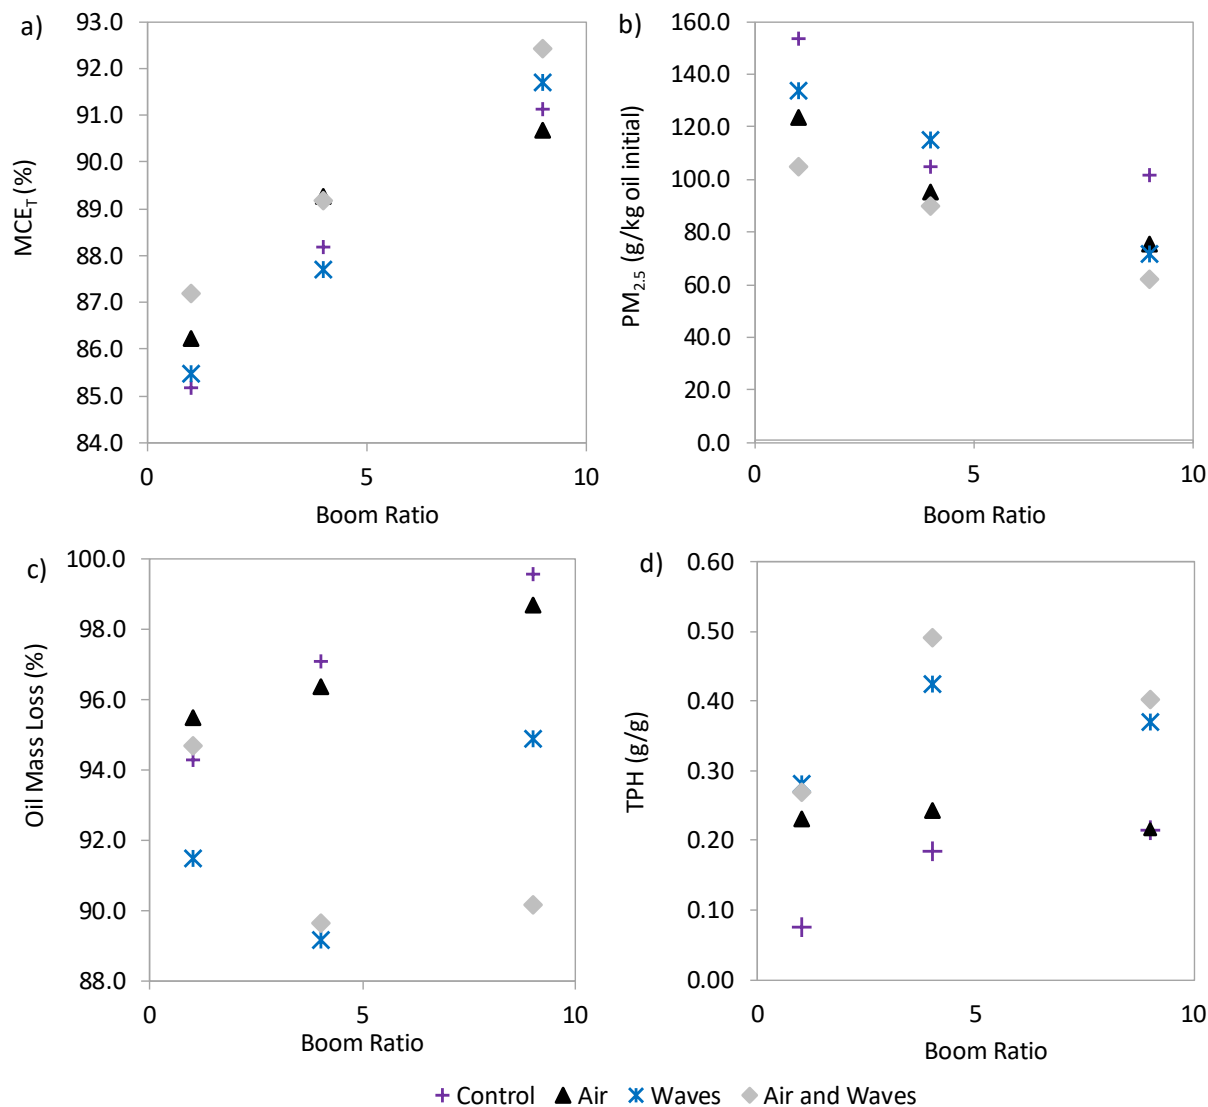 a)
93.0
92.0
91.0
90.0
89.0
88.0
87.0
86.0
85.0
84.0
MCE_T (%)
0 5 10
Boom Ratio
b)
160.0
140.0
120.0
100.0
80.0
60.0
40.0
20.0
0.0
PM_2.5 (g/kg oil initial)
0 5 10
Boom Ratio
c)
100.0
98.0
96.0
94.0
92.0
90.0
88.0
Oil Mass Loss (%)
0 5 10
Boom Ratio
d)
0.60
0.50
0.40
0.30
0.20
0.10
0.00
TPH (g/g)
0 5 10
Boom Ratio
Control Air Waves Air and Waves